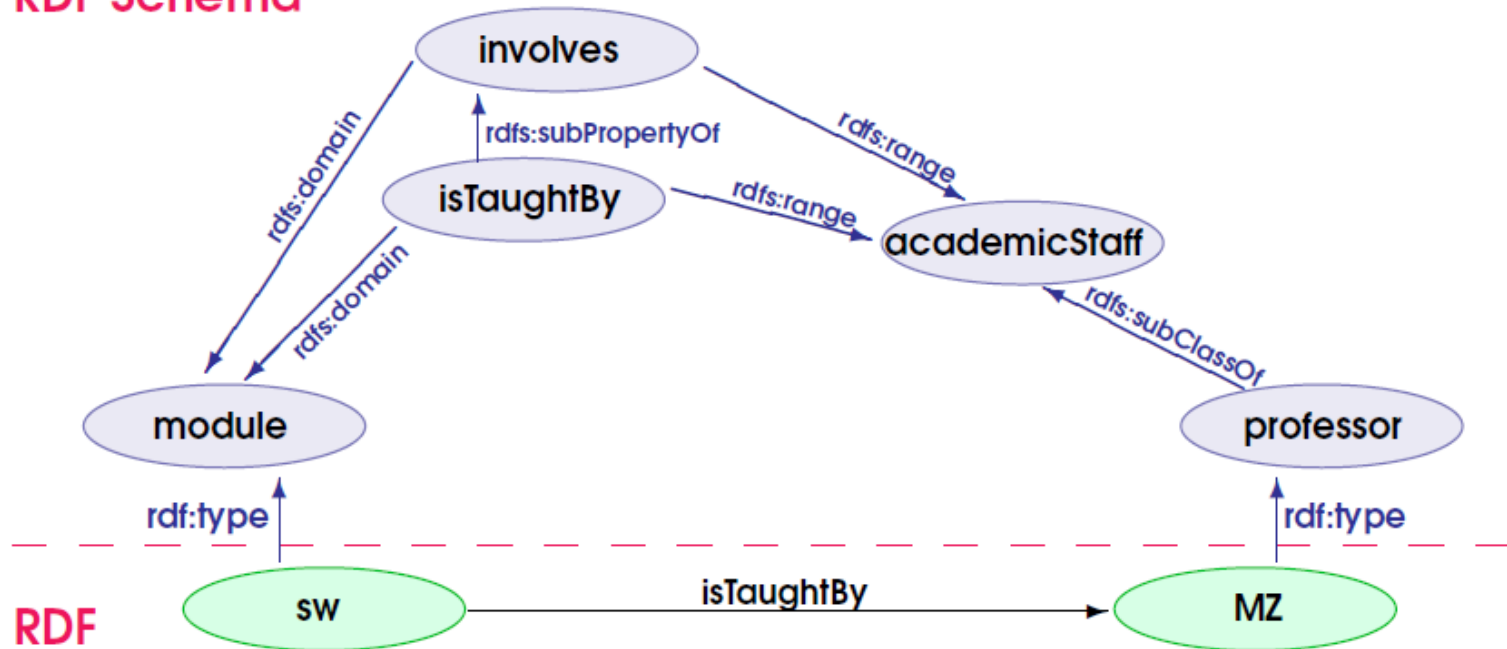 RDF Schema
involves
rdfs:domain
rdfs:subPropertyOf
rdfs:range
isTaughtBy
rdfs:range
rdfs:domain
academicStaff
rdfs:subClassOf
module
professor
rdf:type
rdf:type
isTaughtBy
sw
MZ
RDF